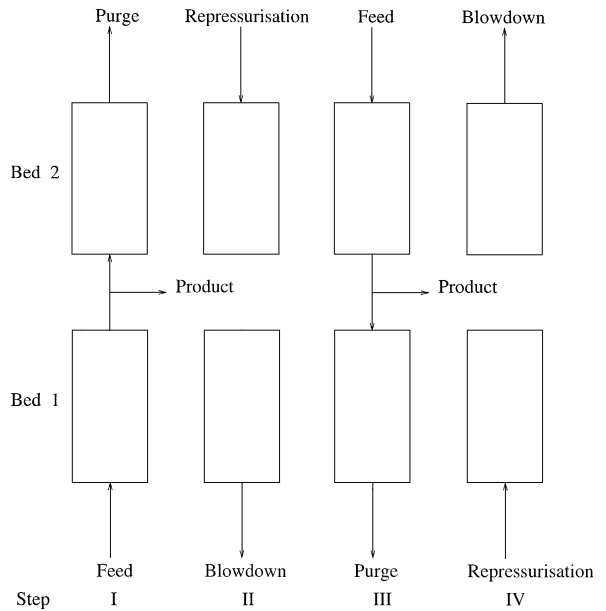 Purge Repressurisation Feed Blowdown
Bed 2
Product Product
Bed 1
Feed Blowdown Purge Repressurisation
Step I II III IV